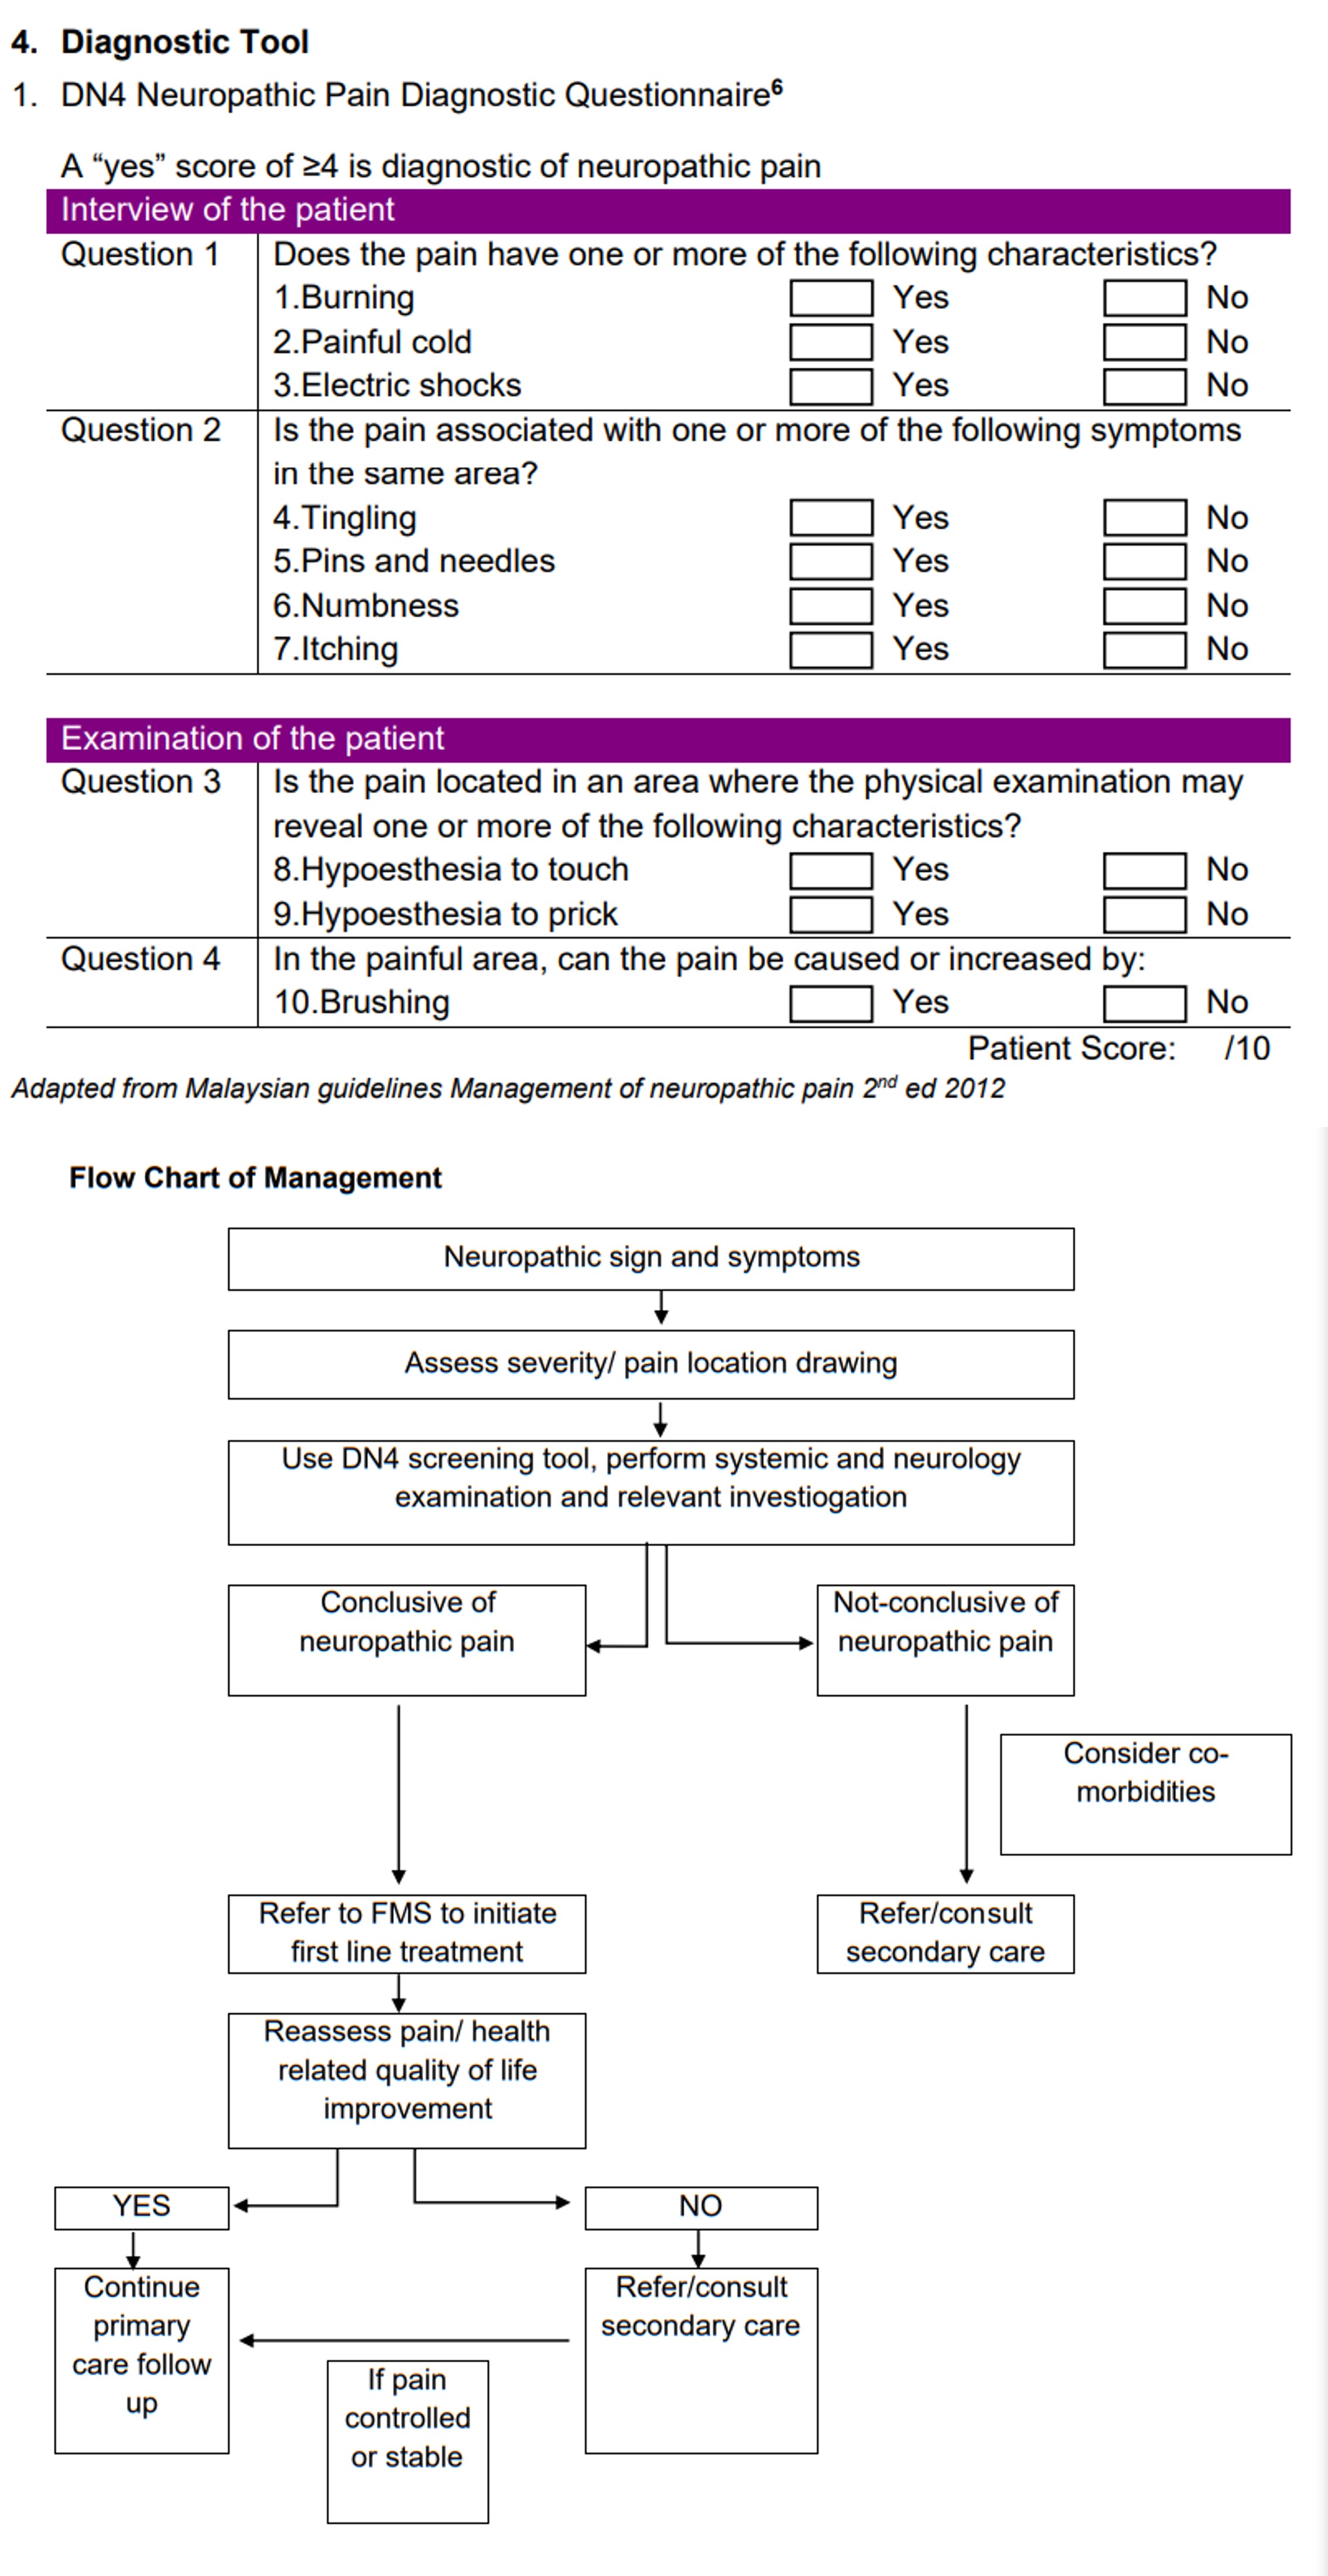 4. Diagnostic Tool
1. DN4 Neuropathic Pain Diagnostic Questionnaire⁶
A “yes” score of ≥4 is diagnostic of neuropathic pain
Interview of the patient
Question 1 Does the pain have one or more of the following characteristics?
1.Burning Yes No
2.Painful cold Yes No
3.Electric shocks Yes No
Question 2 Is the pain associated with one or more of the following symptoms
in the same area?
4.Tingling Yes No
5.Pins and needles Yes No
6.Numbness Yes No
7.Itching Yes No
Examination of the patient
Question 3 Is the pain located in an area where the physical examination may
reveal one or more of the following characteristics?
8.Hypoesthesia to touch Yes No
9.Hypoesthesia to prick Yes No
Question 4 In the painful area, can the pain be caused or increased by:
10.Brushing Yes No
Patient Score: /10
Adapted from Malaysian guidelines Management of neuropathic pain 2nd ed 2012
Flow Chart of Management
Neuropathic sign and symptoms
Assess severity/ pain location drawing
Use DN4 screening tool, perform systemic and neurology
examination and relevant investiogation
Conclusive of
neuropathic pain
Not-conclusive of
neuropathic pain
Consider co-
morbidities
Refer to FMS to initiate
first line treatment
Refer/consult
secondary care
Reassess pain/ health
related quality of life
improvement
YES
NO
Continue
primary
care follow
up
Refer/consult
secondary care
If pain
controlled
or stable